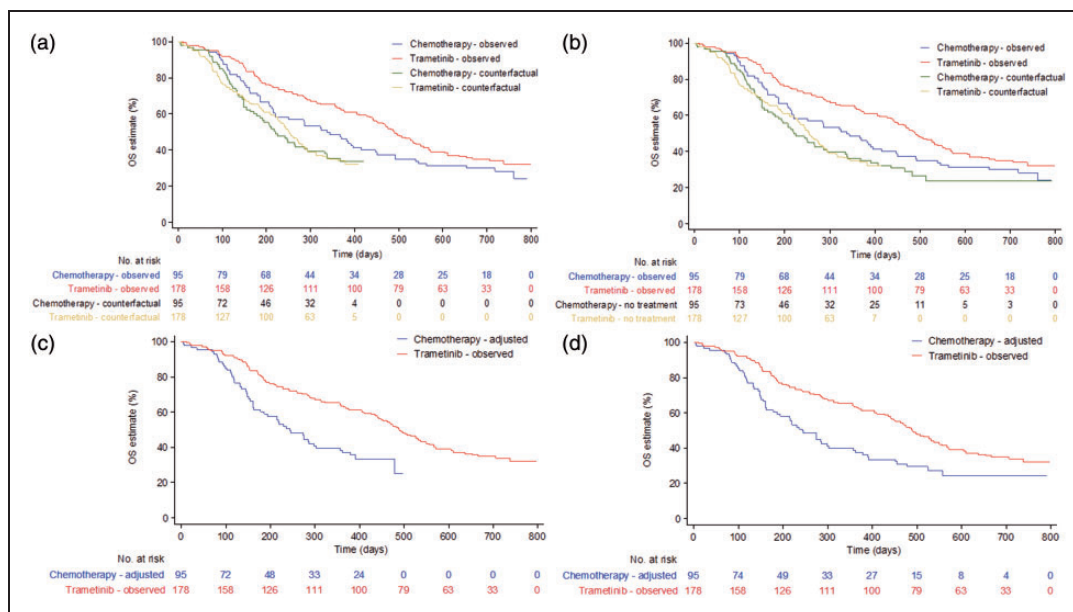 (a)
Chemotherapy - observed
Trametinib - observed
Chemotherapy - counterfactual
Trametinib - counterfactual
OS estimate (%)
100
80
60
40
20
0
0 100 200 300 400 500 600 700 800
Time (days)
No. at risk
Chemotherapy - observed 95 79 68 44 34 28 25 18 0
Trametinib - observed 178 158 126 111 100 79 63 33 0
Chemotherapy - counterfactual 95 72 46 32 4 0 0 0 0
Trametinib - counterfactual 178 127 100 63 5 0 0 0 0
(b)
Chemotherapy - observed
Trametinib - observed
Chemotherapy - counterfactual
Trametinib - counterfactual
OS estimate (%)
100
80
60
40
20
0
0 100 200 300 400 500 600 700 800
Time (days)
No. at risk
Chemotherapy - observed 95 79 68 44 34 28 25 18 0
Trametinib - observed 178 158 126 111 100 79 63 33 0
Chemotherapy - no treatment 95 73 46 32 25 11 5 3 0
Trametinib - no treatment 178 127 100 63 7 0 0 0 0
(c)
Chemotherapy - adjusted
Trametinib - observed
OS estimate (%)
100
80
60
40
20
0
0 100 200 300 400 500 600 700 800
Time (days)
No. at risk
Chemotherapy - adjusted 95 72 48 33 24 0 0 0 0
Trametinib - observed 178 158 126 111 100 79 63 33 0
(d)
Chemotherapy - adjusted
Trametinib - observed
OS estimate (%)
100
80
60
40
20
0
0 100 200 300 400 500 600 700 800
Time (days)
No. at risk
Chemotherapy - adjusted 95 74 49 33 27 15 8 4 0
Trametinib - observed 178 158 126 111 100 79 63 33 0